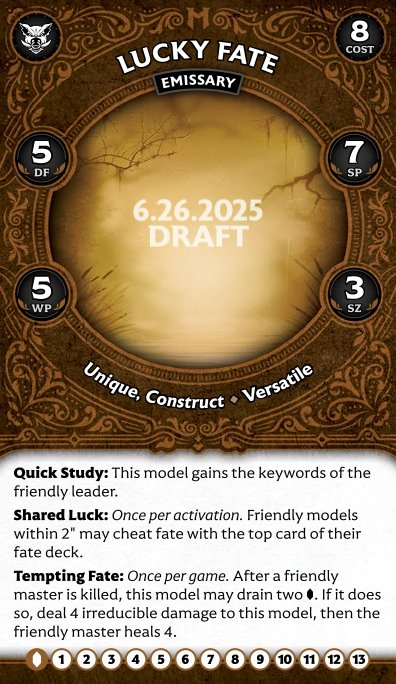 LUCKY FATE
EMISSARY
8
COST
5
DF
7
SP
6.26.2025
DRAFT
5
WP
3
SZ
Unique, Construct ◆ Versatile
Quick Study: This model gains the keywords of the
friendly leader.
Shared Luck: Once per activation. Friendly models
within 2" may cheat fate with the top card of their
fate deck.
Tempting Fate: Once per game. After a friendly
master is killed, this model may drain two ⬮. If it does
so, deal 4 irreducible damage to this model, then the
friendly master heals 4.
1 2 3 4 5 6 7 8 9 10 11 12 13